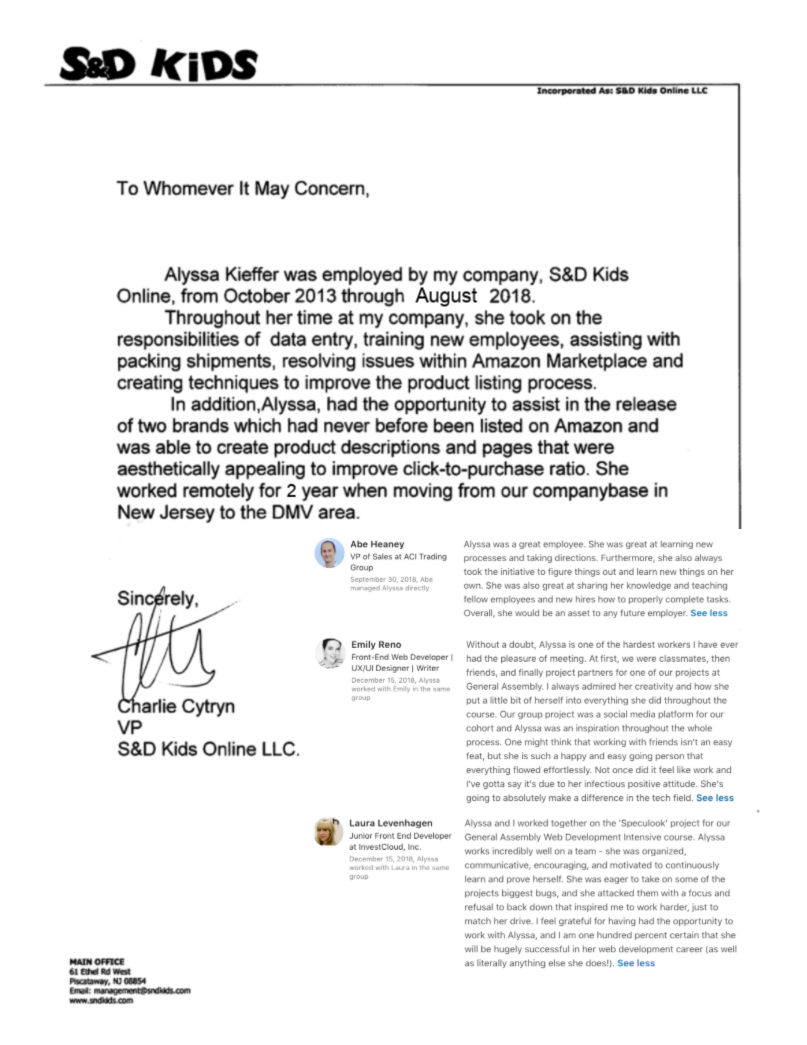 S&D KiDS
Incorporated As: S&D Kids Online LLC
To Whomever It May Concern,
Alyssa Kieffer was employed by my company, S&D Kids
Online, from October 2013 through August 2018.
Throughout her time at my company, she took on the
responsibilities of data entry, training new employees, assisting with
packing shipments, resolving issues within Amazon Marketplace and
creating techniques to improve the product listing process.
In addition,Alyssa, had the opportunity to assist in the release
of two brands which had never before been listed on Amazon and
was able to create product descriptions and pages that were
aesthetically appealing to improve click-to-purchase ratio. She
worked remotely for 2 year when moving from our companybase in
New Jersey to the DMV area.
Sincerely,
Charlie Cytryn
VP
S&D Kids Online LLC.
Abe Heaney
VP of Sales at ACI Trading
Group
September 30, 2018, Abe
managed Alyssa directly
Alyssa was a great employee. She was great at learning new
processes and taking directions. Furthermore, she also always
took the initiative to figure things out and learn new things on her
own. She was also great at sharing her knowledge and teaching
fellow employees and new hires how to properly complete tasks.
Overall, she would be an asset to any future employer. See less
Emily Reno
Front-End Web Developer |
UX/UI Designer | Writer
December 15, 2018, Alyssa
worked with Emily in the same
group
Without a doubt, Alyssa is one of the hardest workers I have ever
had the pleasure of meeting. At first, we were classmates, then
friends, and finally project partners for one of our projects at
General Assembly. I always admired her creativity and how she
put a little bit of herself into everything she did throughout the
course. Our group project was a social media platform for our
cohort and Alyssa was an inspiration throughout the whole
process. One might think that working with friends isn't an easy
feat, but she is such a happy and easy going person that
everything flowed effortlessly. Not once did it feel like work and
I've gotta say it's due to her infectious positive attitude. She's
going to absolutely make a difference in the tech field. See less
Laura Levenhagen
Junior Front End Developer
at InvestCloud, Inc.
December 15, 2018, Alyssa
worked with Laura in the same
group
Alyssa and I worked together on the 'Speculook' project for our
General Assembly Web Development Intensive course. Alyssa
works incredibly well on a team - she was organized,
communicative, encouraging, and motivated to continuously
learn and prove herself. She was eager to take on some of the
projects biggest bugs, and she attacked them with a focus and
refusal to back down that inspired me to work harder, just to
match her drive. I feel grateful for having had the opportunity to
work with Alyssa, and I am one hundred percent certain that she
will be hugely successful in her web development career (as well
as literally anything else she does!). See less
MAIN OFFICE
61 Ethel Rd West
Piscataway, NJ 08854
Email: management@sndkids.com
www.sndkids.com